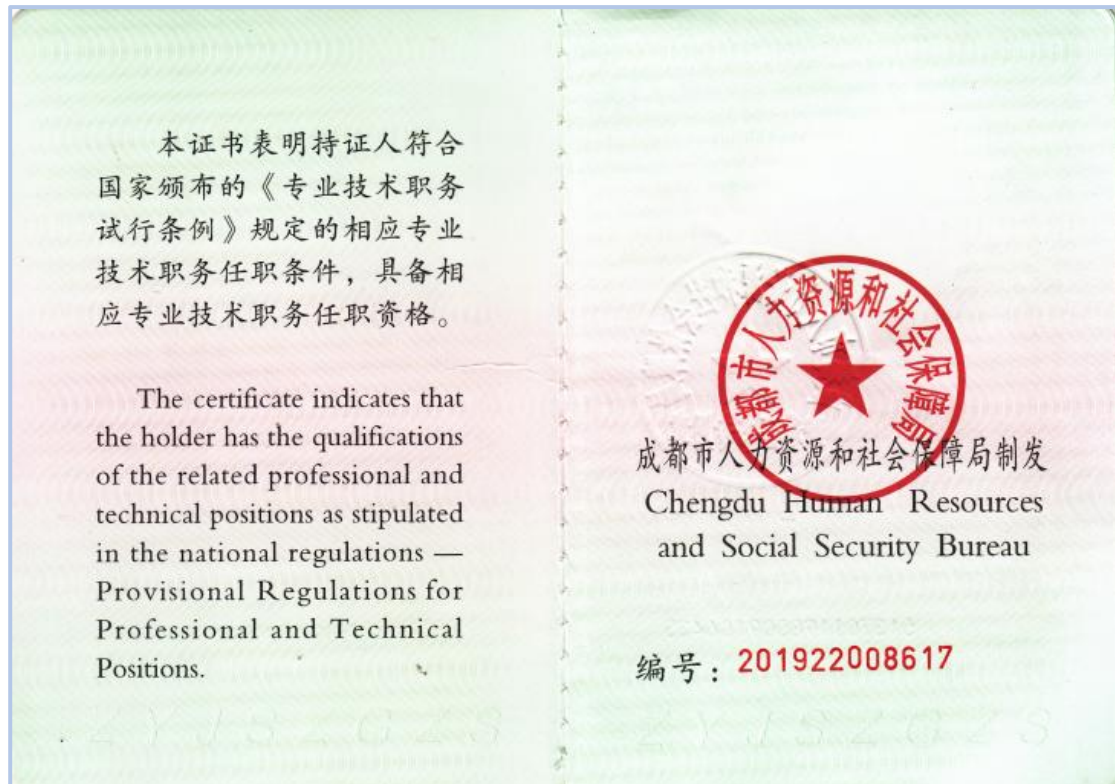 本证书表明持证人符合
国家颁布的《专业技术职务
试行条例》规定的相应专业
技术职务任职条件，具备相
应专业技术职务任职资格。
The certificate indicates that
the holder has the qualifications
of the related professional and
technical positions as stipulated
in the national regulations —
Provisional Regulations for
Professional and Technical
Positions.
成都市人力资源和社会保障局
成都市人力资源和社会保障局制发
Chengdu Human Resources
and Social Security Bureau
编号：201922008617